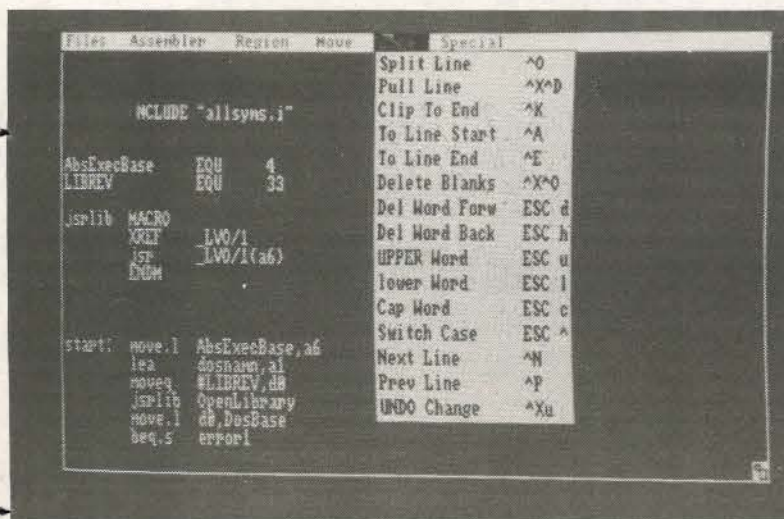 Files Assembler Region Move Special
NCLUDE "allsyms.i"
AbsExecBase EQU 4
LIBREV EQU 33
jsrlib MACRO
XREF _LVO/1
jsr _LVO/1(a6)
ENDM
start: move.l AbsExecBase,a6
lea dosnamn,a1
moveq #LIBREV,d0
jsrlib OpenLibrary
move.l d0,DosBase
beq.s error1
Split Line ^O
Pull Line ^X^D
Clip To End ^K
To Line Start ^A
To Line End ^E
Delete Blanks ^X^O
Del Word Forw ESC d
Del Word Back ESC h
UPPER Word ESC u
lower Word ESC l
Cap Word ESC c
Switch Case ESC ^
Next Line ^N
Prev Line ^P
UNDO Change ^Xu